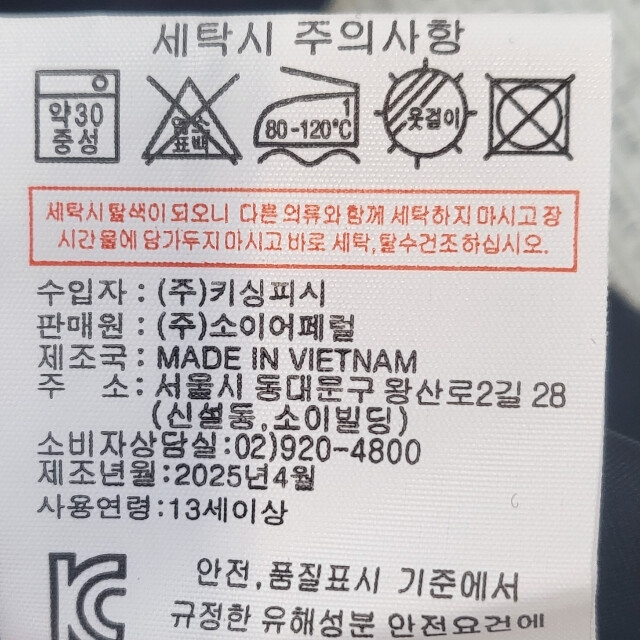 세탁시 주의사항
약30
중성
염소
표백
1
80-120°C
옷걸이
세탁시 탈색이 되오니 다른 의류와 함께 세탁하지 마시고 장
시간 물에 담가두지 마시고 바로 세탁,탈수건조하십시오.
수입자 : (주)키싱피시
판매원 : (주)소이어페럴
제조국 : MADE IN VIETNAM
주 소 : 서울시 동대문구 왕산로2길 28
(신설동,소이빌딩)
소비자상담실:02)920-4800
제조년월:2025년4월
사용연령:13세이상
안전,품질표시 기준에서
규정한 유해성분 안전요건에